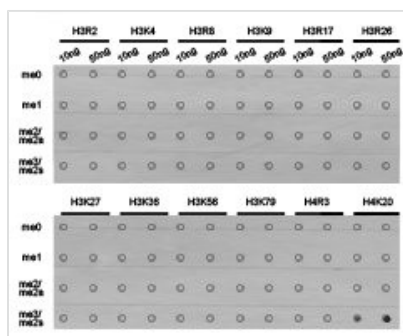 H3R2 H3K4 H3R8 H3K9 H3R17 H3R26
10ng 50ng 10ng 50ng 10ng 50ng 10ng 50ng 10ng 50ng 10ng 50ng
me0
me1
me2/
me2a
me3/
me2s
H3K27 H3K36 H3K56 H3K79 H4R3 H4K20
me0
me1
me2/
me2a
me3/
me2s